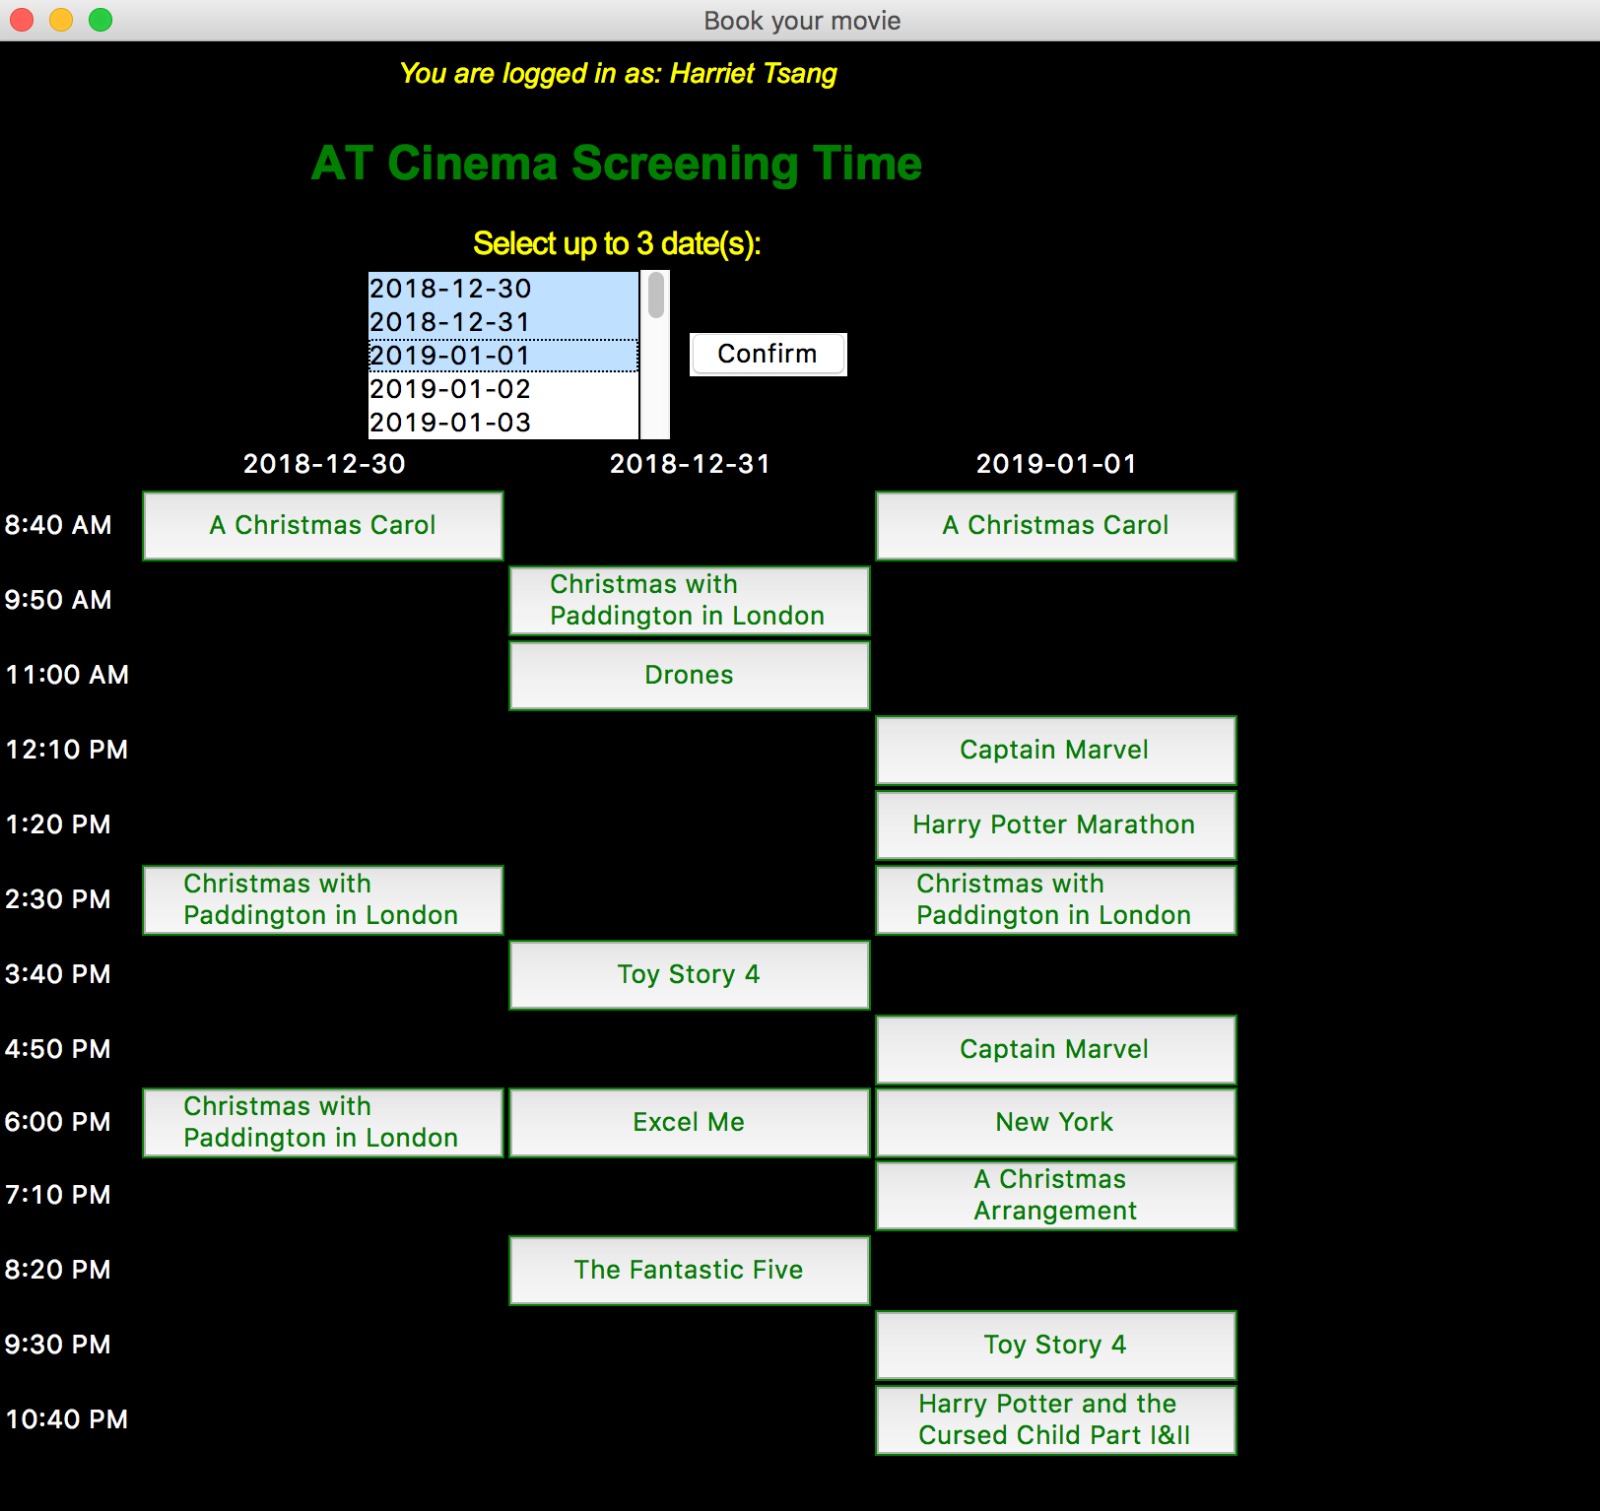 Book your movie
You are logged in as: Harriet Tsang
AT Cinema Screening Time
Select up to 3 date(s):
2018-12-30
2018-12-31
2019-01-01
2019-01-02
2019-01-03
Confirm
2018-12-30 2018-12-31 2019-01-01
8:40 AM A Christmas Carol A Christmas Carol
9:50 AM Christmas with
Paddington in London
11:00 AM Drones
12:10 PM Captain Marvel
1:20 PM Harry Potter Marathon
2:30 PM Christmas with
Paddington in London
Christmas with
Paddington in London
3:40 PM Toy Story 4
4:50 PM Captain Marvel
6:00 PM Christmas with
Paddington in London
Excel Me New York
7:10 PM A Christmas
Arrangement
8:20 PM The Fantastic Five
9:30 PM Toy Story 4
10:40 PM Harry Potter and the
Cursed Child Part I&II